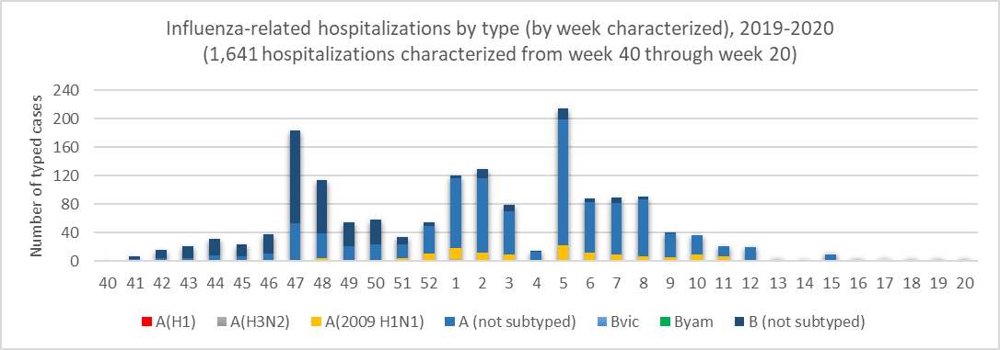 Influenza-related hospitalizations by type (by week characterized), 2019-2020
(1,641 hospitalizations characterized from week 40 through week 20)
Number of typed cases
240
200
160
120
80
40
0
40 41 42 43 44 45 46 47 48 49 50 51 52 1 2 3 4 5 6 7 8 9 10 11 12 13 14 15 16 17 18 19 20
A(H1) A(H3N2) A(2009 H1N1) A (not subtyped) Bvic Byam B (not subtyped)